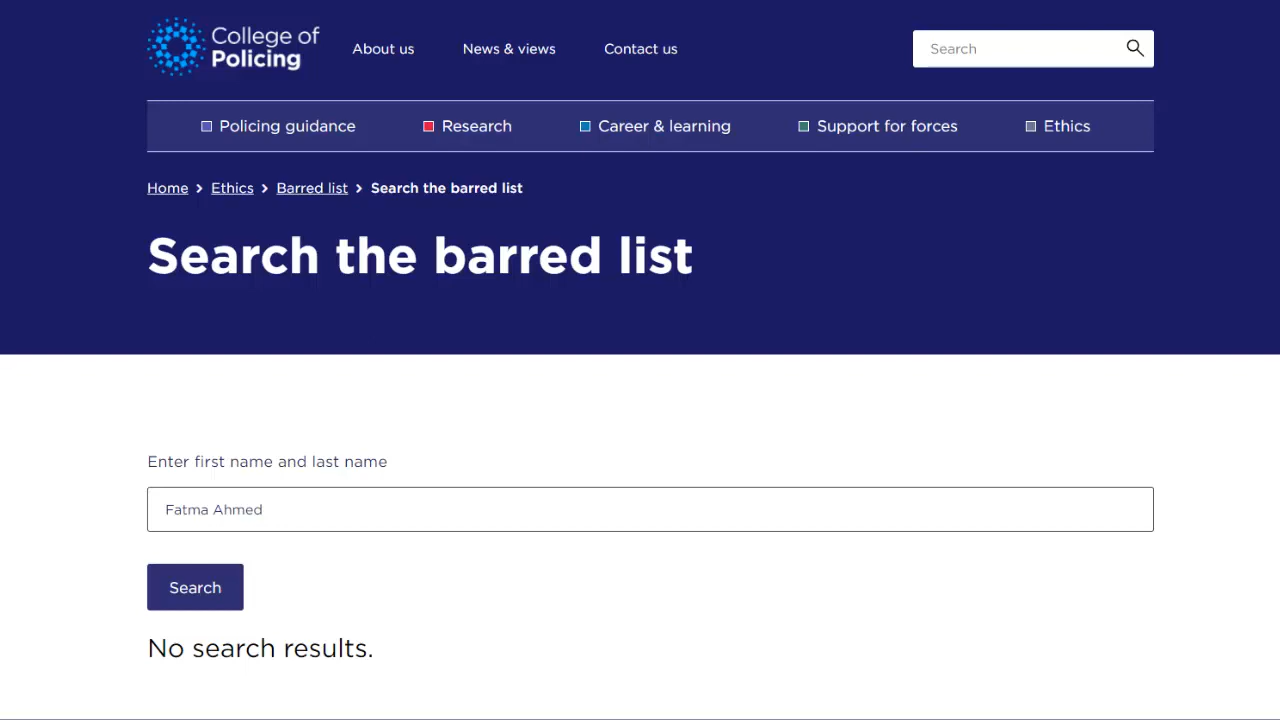 College of
Policing
About us
News & views
Contact us
Search
Policing guidance
Research
Career & learning
Support for forces
Ethics
Home > Ethics > Barred list > Search the barred list
Search the barred list
Enter first name and last name
Fatma Ahmed
Search
No search results.